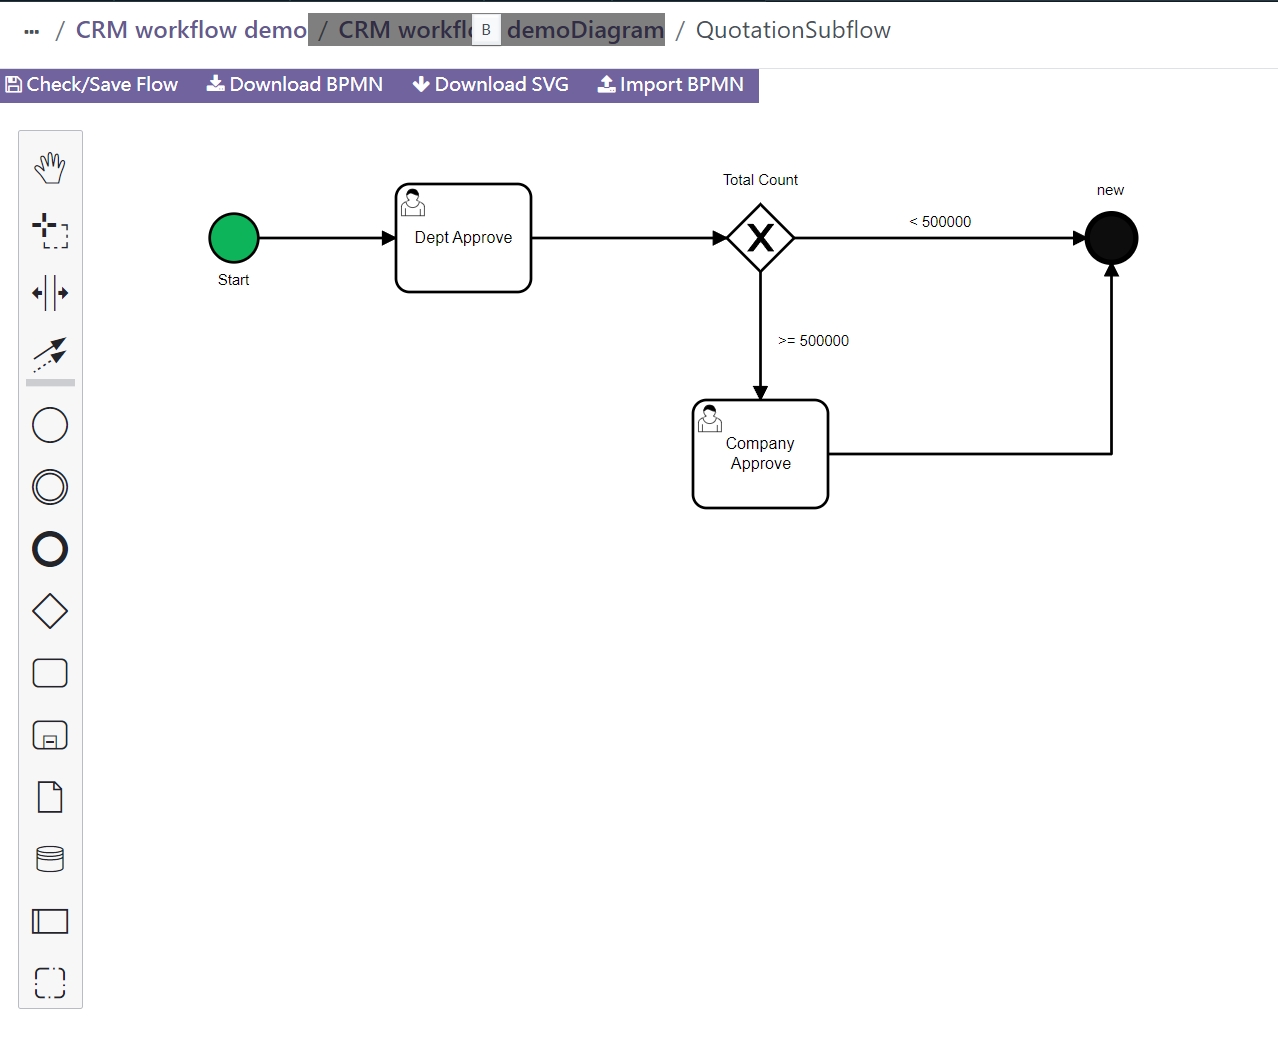 ... / CRM workflow demo / CRM workfl B demoDiagram / QuotationSubflow
Check/Save Flow Download BPMN Download SVG Import BPMN
Total Count
new
< 500000
Dept Approve
X
Start
>= 500000
Company
Approve